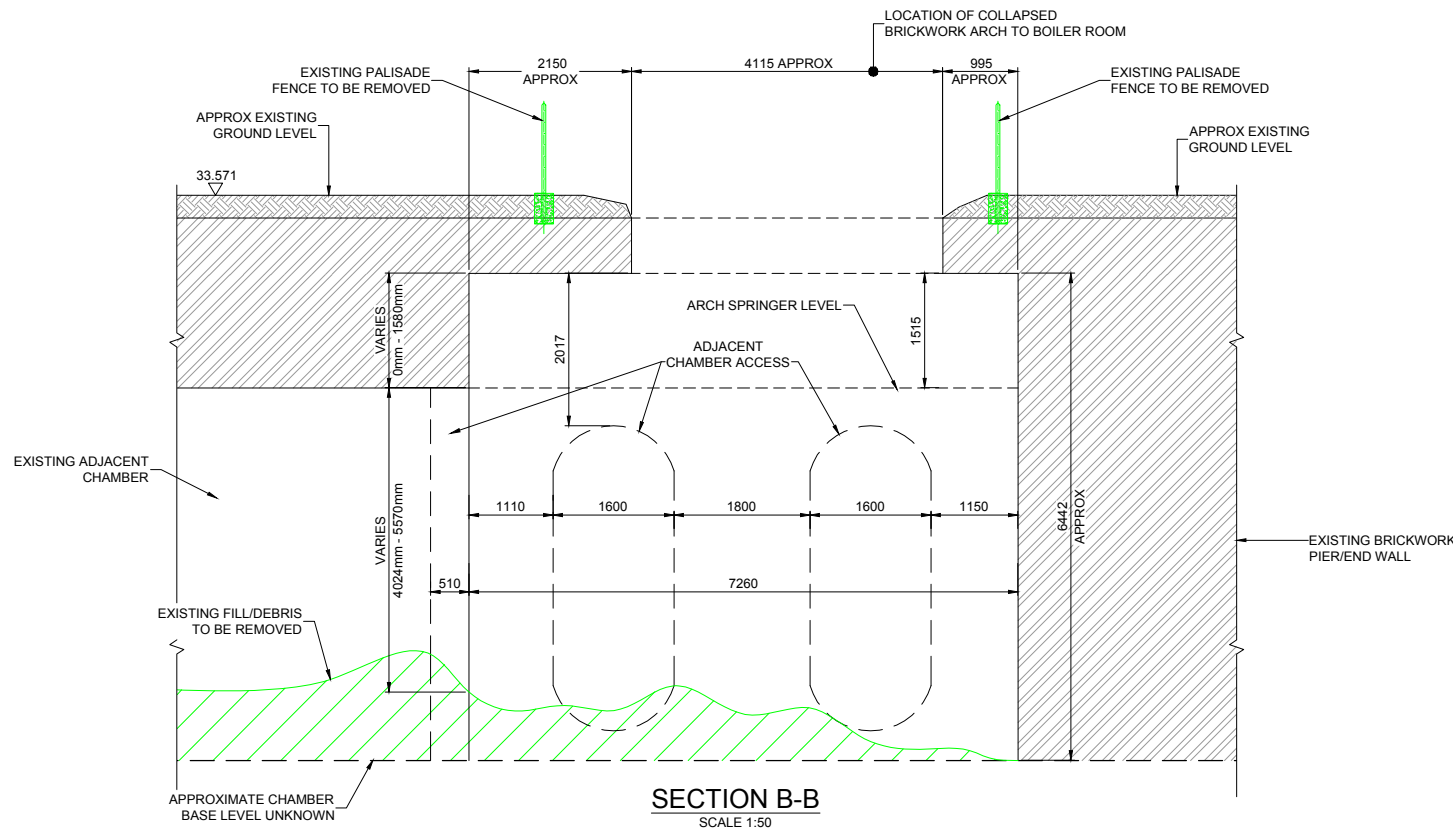 LOCATION OF COLLAPSED
BRICKWORK ARCH TO BOILER ROOM
2150
APPROX
4115 APPROX
995
APPROX
EXISTING PALISADE
FENCE TO BE REMOVED
EXISTING PALISADE
FENCE TO BE REMOVED
APPROX EXISTING
GROUND LEVEL
APPROX EXISTING
GROUND LEVEL
33.571
VARIES
0mm - 1580mm
2017
ARCH SPRINGER LEVEL
1515
ADJACENT
CHAMBER ACCESS
EXISTING ADJACENT
CHAMBER
VARIES
4024mm - 5570mm
1110
1600
1800
1600
1150
6442
APPROX
EXISTING BRICKWORK
PIER/END WALL
510
7260
EXISTING FILL/DEBRIS
TO BE REMOVED
APPROXIMATE CHAMBER
BASE LEVEL UNKNOWN
SECTION B-B
SCALE 1:50